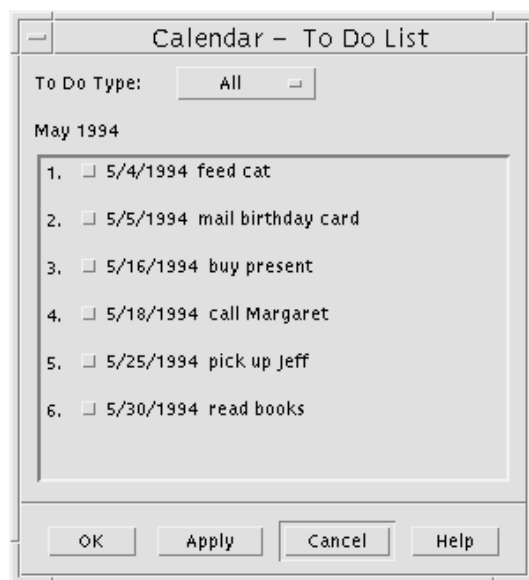 Calendar – To Do List
To Do Type: All
May 1994
1. 5/4/1994 feed cat
2. 5/5/1994 mail birthday card
3. 5/16/1994 buy present
4. 5/18/1994 call Margaret
5. 5/25/1994 pick up Jeff
6. 5/30/1994 read books
OK Apply Cancel Help